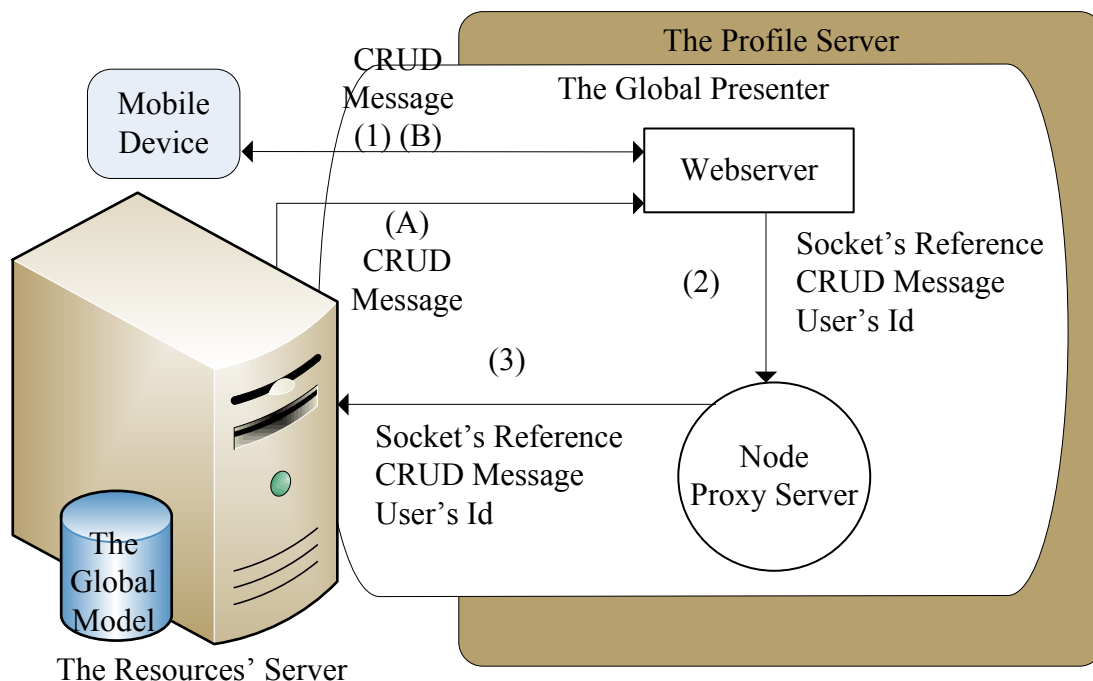 The Profile Server
CRUD
Message
(1) (B)
The Global Presenter
Mobile
Device
Webserver
(A)
CRUD
Message
(2)
Socket’s Reference
CRUD Message
User’s Id
(3)
Socket’s Reference
CRUD Message
User’s Id
Node
Proxy Server
The
Global
Model
The Resources’ Server